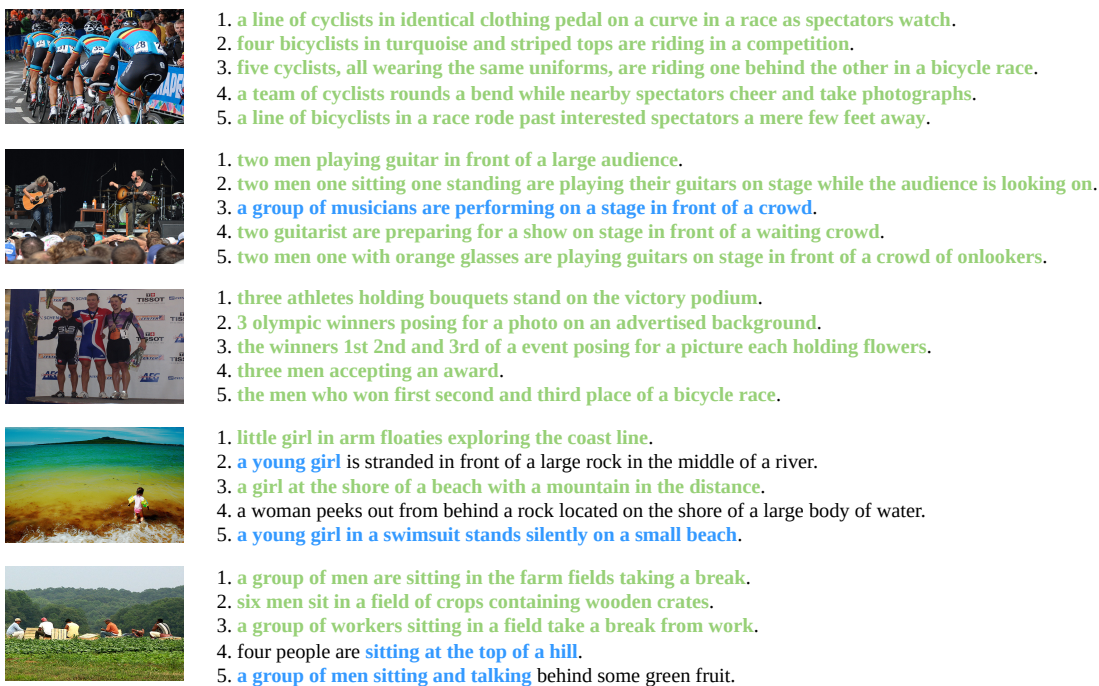 1. a line of cyclists in identical clothing pedal on a curve in a race as spectators watch.
2. four bicyclists in turquoise and striped tops are riding in a competition.
3. five cyclists, all wearing the same uniforms, are riding one behind the other in a bicycle race.
4. a team of cyclists rounds a bend while nearby spectators cheer and take photographs.
5. a line of bicyclists in a race rode past interested spectators a mere few feet away.
28
1. two men playing guitar in front of a large audience.
2. two men one sitting one standing are playing their guitars on stage while the audience is looking on.
3. a group of musicians are performing on a stage in front of a crowd.
4. two guitarist are preparing for a show on stage in front of a waiting crowd.
5. two men one with orange glasses are playing guitars on stage in front of a crowd of onlookers.
TISSOT
AEG
1. three athletes holding bouquets stand on the victory podium.
2. 3 olympic winners posing for a photo on an advertised background.
3. the winners 1st 2nd and 3rd of a event posing for a picture each holding flowers.
4. three men accepting an award.
5. the men who won first second and third place of a bicycle race.
1. little girl in arm floaties exploring the coast line.
2. a young girl is stranded in front of a large rock in the middle of a river.
3. a girl at the shore of a beach with a mountain in the distance.
4. a woman peeks out from behind a rock located on the shore of a large body of water.
5. a young girl in a swimsuit stands silently on a small beach.
1. a group of men are sitting in the farm fields taking a break.
2. six men sit in a field of crops containing wooden crates.
3. a group of workers sitting in a field take a break from work.
4. four people are sitting at the top of a hill.
5. a group of men sitting and talking behind some green fruit.